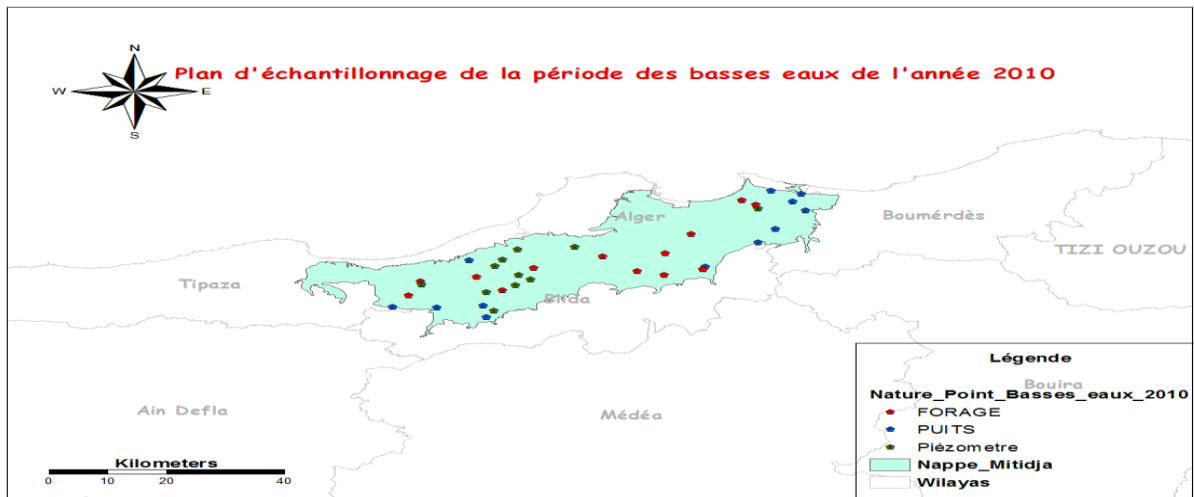 N
Plan d'échantillonnage de la période des basses eaux de l'année 2010
W
E
S
Alger
Boumérdès
TIZI OUZOU
Tipaza
Blida
Légende
Bouira
Nature_Point_Basses_eaux_2010
FORAGE
Ain Defla
Médéa
PUITS
Piézometre
Kilometers
Nappe_Mitidja
0 10 20 40
Wilayas